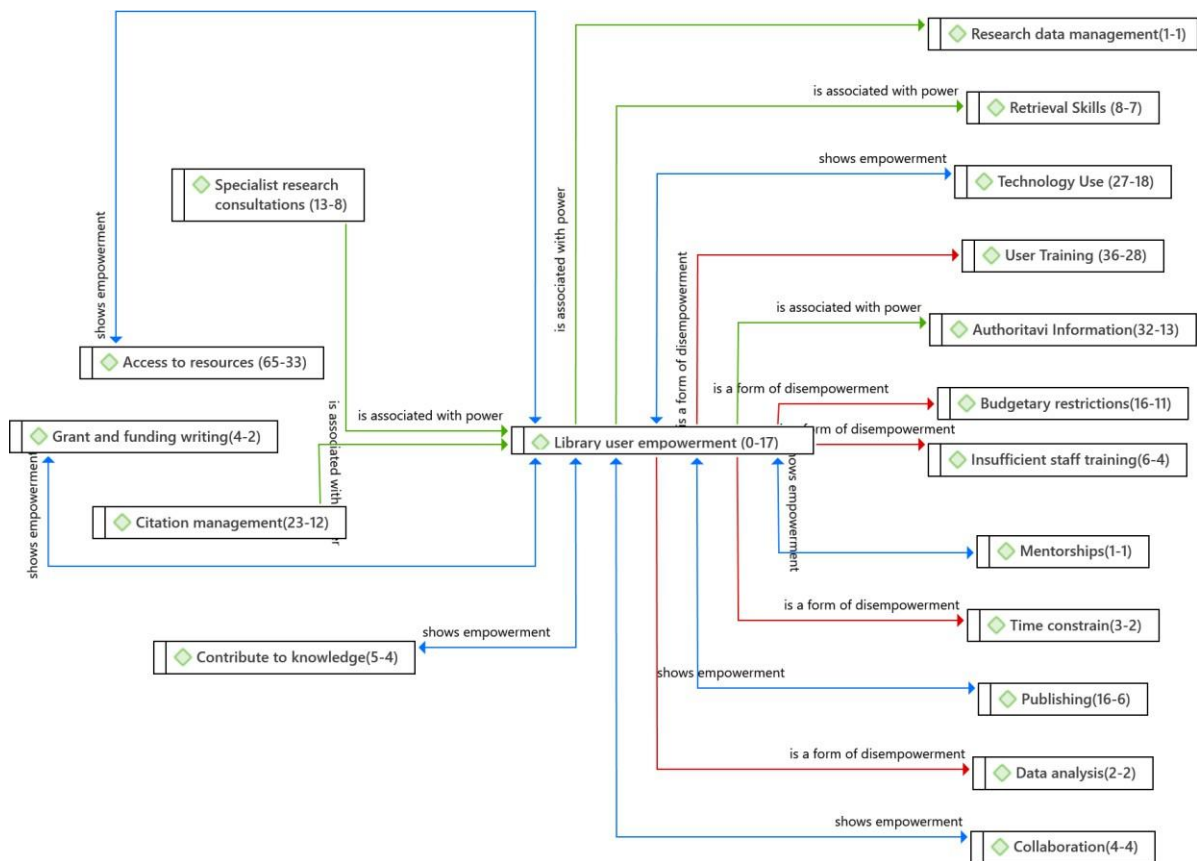 Research data management(1-1)
is associated with power
Retrieval Skills (8-7)
shows empowerment
Technology Use (27-18)
Specialist research
consultations (13-8)
is associated with power
User Training (36-28)
shows empowerment
is a form of disempowerment
is associated with power
Authoritavi Information(32-13)
Access to resources (65-33)
is a form of disempowerment
Budgetary restrictions(16-11)
is associated with power
Grant and funding writing(4-2)
Library user empowerment (0-17)
is a form of disempowerment
Insufficient staff training(6-4)
is associated with
shows empowerment
shows empowerment
Citation management(23-12)
Mentorships(1-1)
is a form of disempowerment
Time constrain(3-2)
shows empowerment
Contribute to knowledge(5-4)
shows empowerment
Publishing(16-6)
is a form of disempowerment
Data analysis(2-2)
shows empowerment
Collaboration(4-4)